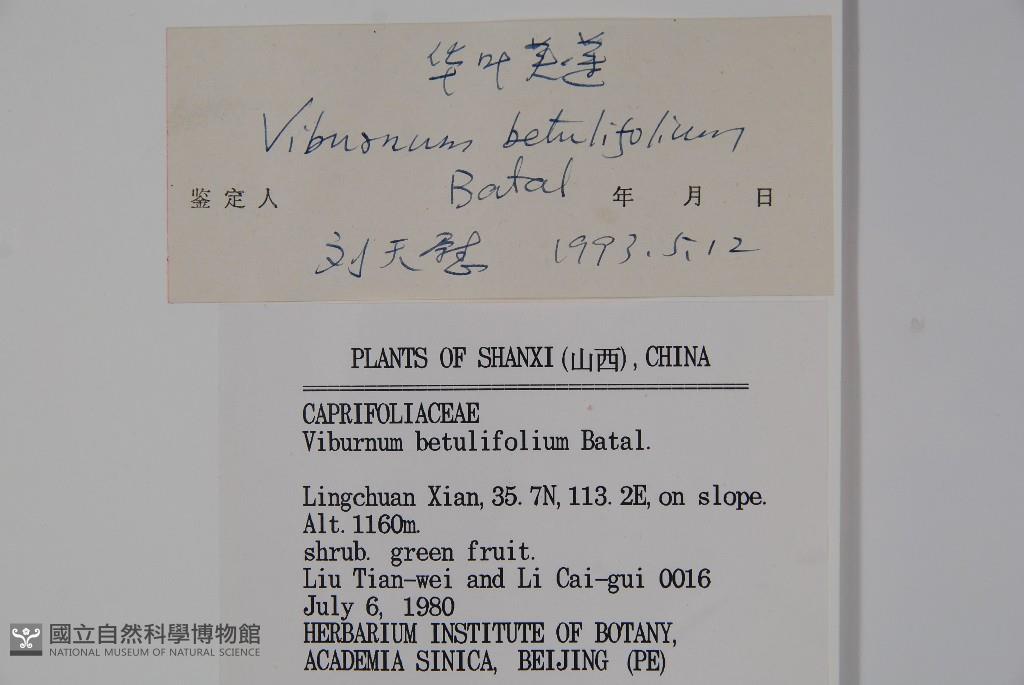 华叶荚蒾
Viburnum betulifolium
Batal
鉴定人 年 月 日
刘天慰 1993.5.12
PLANTS OF SHANXI(山西), CHINA
CAPRIFOLIACEAE
Viburnum betulifolium Batal.
Lingchuan Xian, 35.7N, 113.2E, on slope.
Alt. 1160m.
shrub. green fruit.
Liu Tian-wei and Li Cai-gui 0016
July 6, 1980
HERBARIUM INSTITUTE OF BOTANY,
ACADEMIA SINICA, BEIJING (PE)
國立自然科學博物館
NATIONAL MUSEUM OF NATURAL SCIENCE